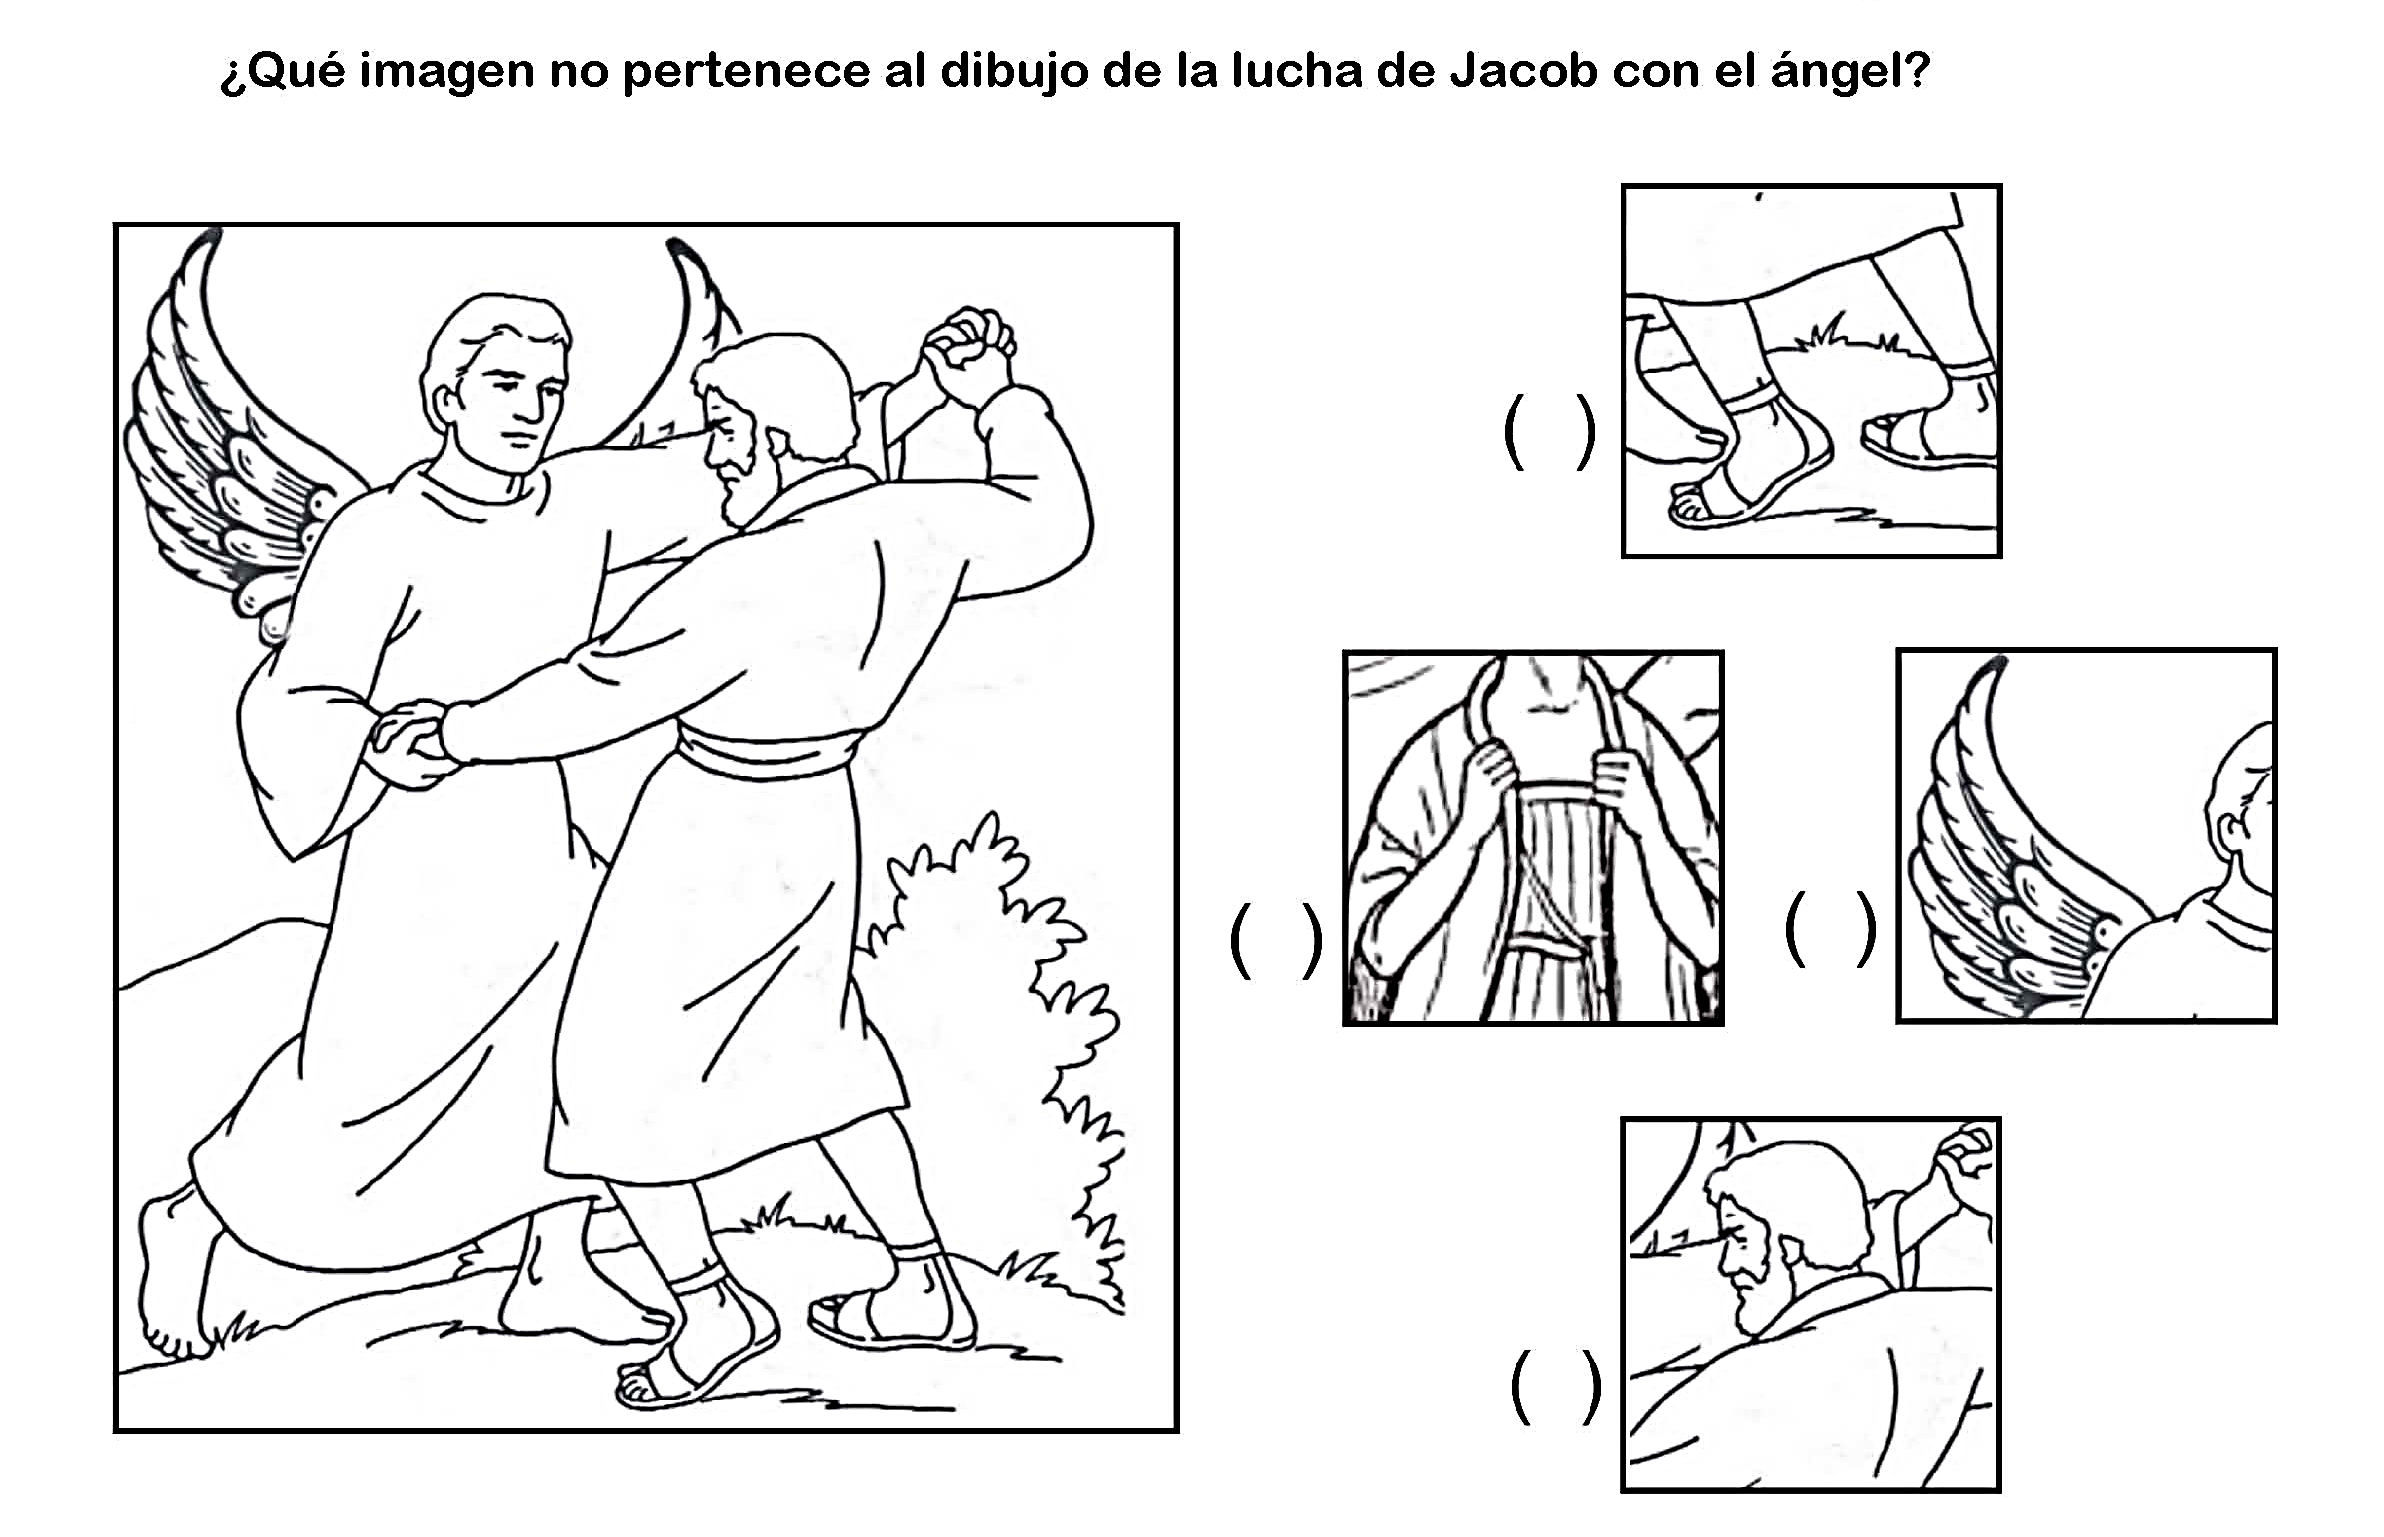 ¿Qué imagen no pertenece al dibujo de la lucha de Jacob con el ángel?
( )
( )
( )
( )